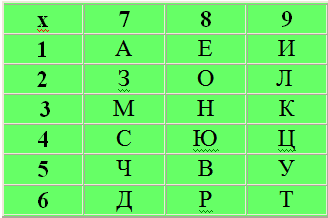 x 7 8 9
1 А Е И
2 З О Л
3 М Н К
4 С Ю Ц
5 Ч В У
6 Д Р Т